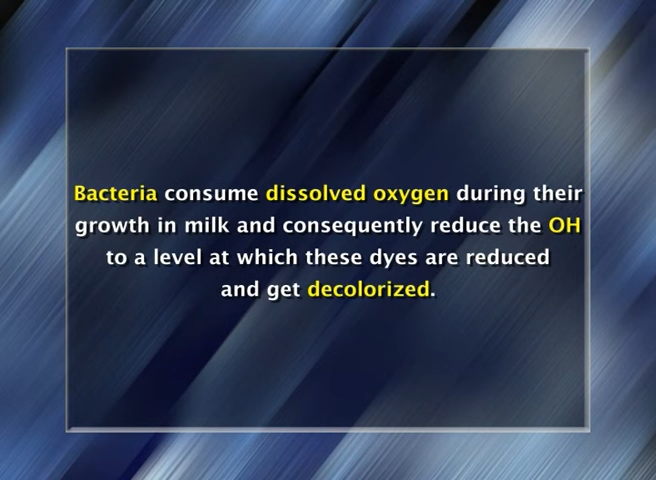 Bacteria consume dissolved oxygen during their
growth in milk and consequently reduce the OH
to a level at which these dyes are reduced
and get decolorized.